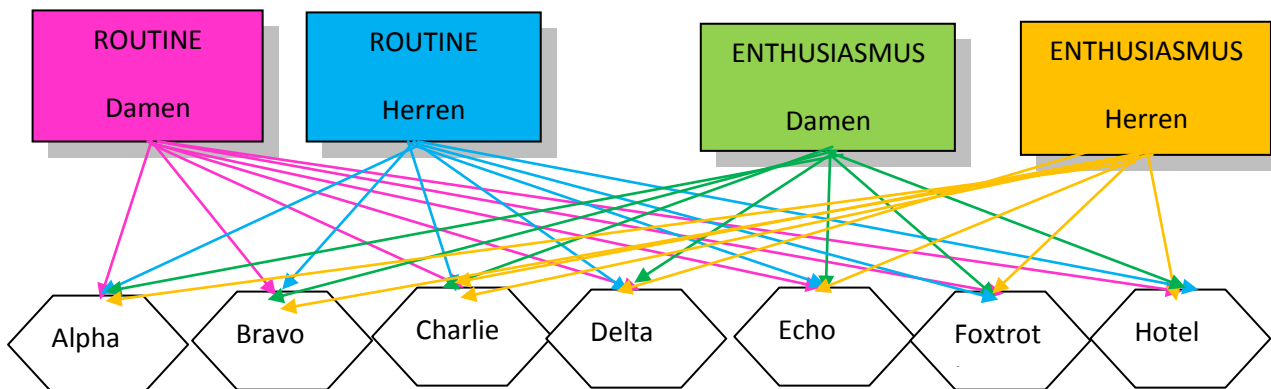 ROUTINE
Damen
ROUTINE
Herren
ENTHUSIASMUS
Damen
ENTHUSIASMUS
Herren
Alpha
Bravo
Charlie
Delta
Echo
Foxtrot
Hotel